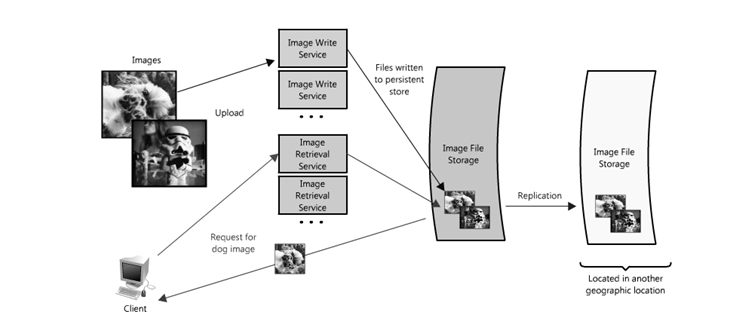 Images
Upload
Image Write
Service
Image Write
Service
• • •
Image
Retrieval
Service
Image
Retrieval
Service
• • •
Files written
to persistent
store
Image File
Storage
Replication
Image File
Storage
Request for
dog image
Client
Located in another
geographic location